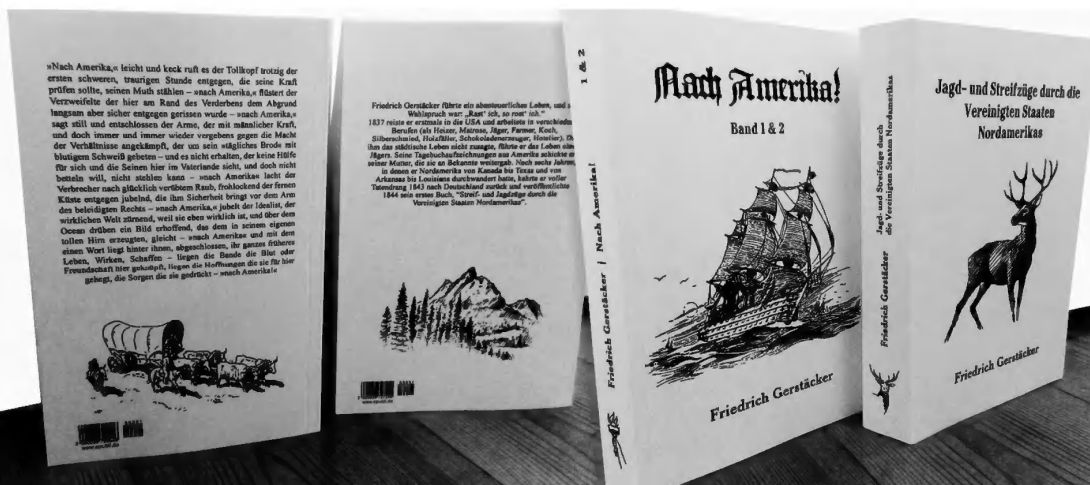 »Nach Amerika,« leicht und keck ruft es der Tollkopf trotzig der
ersten schweren, traurigen Stunde entgegen, die seine Kraft
prüfen sollte, seinen Muth stählen – »nach Amerika,« flüstert der
Verzweifelte der hier am Rand des Verderbens dem Abgrund
langsam aber sicher entgegen gerissen wurde – »nach Amerika,«
sagt still und entschlossen der Arme, der mit männlicher Kraft,
und doch immer und immer wieder vergebens gegen die Macht
der Verhältnisse angekämpft, der um sein »tägliches Brod« mit
blutigem Schweiß gebeten – und es nicht erhalten, der keine Hülfe
für sich und die Seinen hier im Vaterlande sieht, und doch nicht
betteln will, nicht stehlen kann – »nach Amerika« lacht der
Verbrecher nach glücklich verübtem Raub, frohlockend der fernen
Küste entgegen jubelnd, die ihm Sicherheit bringt vor dem Arm
des beleidigten Rechts – »nach Amerika,« jubelt der Idealist, der
wirklichen Welt zürnend, weil sie eben wirklich ist, und über dem
Ocean drüben ein Bild erhoffend, das dem in seinem eigenen
tollen Hirn erzeugten, gleicht – »nach Amerika« und mit dem
einen Wort liegt hinter ihnen, abgeschlossen, ihr ganzes früheres
Leben, Wirken, Schaffen – liegen die Bande die Blut oder
Freundschaft hier geknüpft, liegen die Hoffnungen die sie für hier
gehegt, die Sorgen die sie gedrückt – »nach Amerika!«
Friedrich Gerstäcker führte ein abenteuerliches Leben, und s
Wahlspruch war: „Rast' ich, so rost' ich."
1837 reiste er erstmals in die USA und arbeitete in verschieden
Berufen (als Heizer, Matrose, Jäger, Farmer, Koch,
Silberschmied, Holzfäller, Schokoladenerzeuger, Hotelier). D
ihm das städtische Leben nicht zusagte, führte er das Leben eine
Jägers. Seine Tagebuchaufzeichnungen aus Amerika schickte er
seiner Mutter, die sie an Bekannte weitergab. Nach sechs Jahren,
in denen er Nordamerika von Kanada bis Texas und von
Arkansas bis Louisiana durchwandert hatte, kehrte er voller
Tatendrang 1843 nach Deutschland zurück und veröffentlichte
1844 sein erstes Buch, "Streif- und Jagdzüge durch die
Vereinigten Staaten Nordamerikas".
Friedrich Gerstäcker | Nach Amerika! 1 & 2
Nach Amerika!
Band 1 & 2
Friedrich Gerstäcker
Friedrich Gerstäcker
Jagd- und Streifzüge durch
die Vereinigten Staaten Nordamerikas
Jagd- und Streifzüge durch die
Vereinigten Staaten
Nordamerikas
Friedrich Gerstäcker